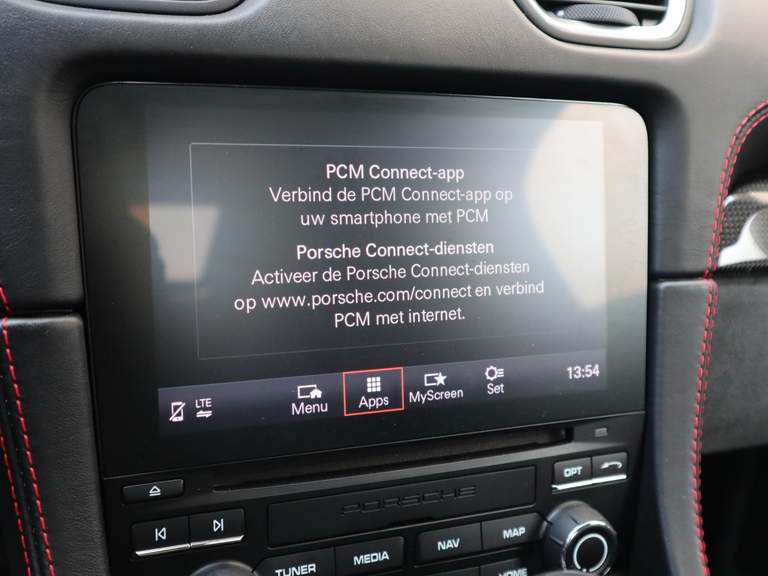 PCM Connect-app
Verbind de PCM Connect-app op
uw smartphone met PCM
Porsche Connect-diensten
Activeer de Porsche Connect-diensten
op www.porsche.com/connect en verbind
PCM met internet.
LTE
Menu
Apps
MyScreen
Set
13:54
OPT
PORSCHE
TUNER
MEDIA
NAV
MAP
HOME